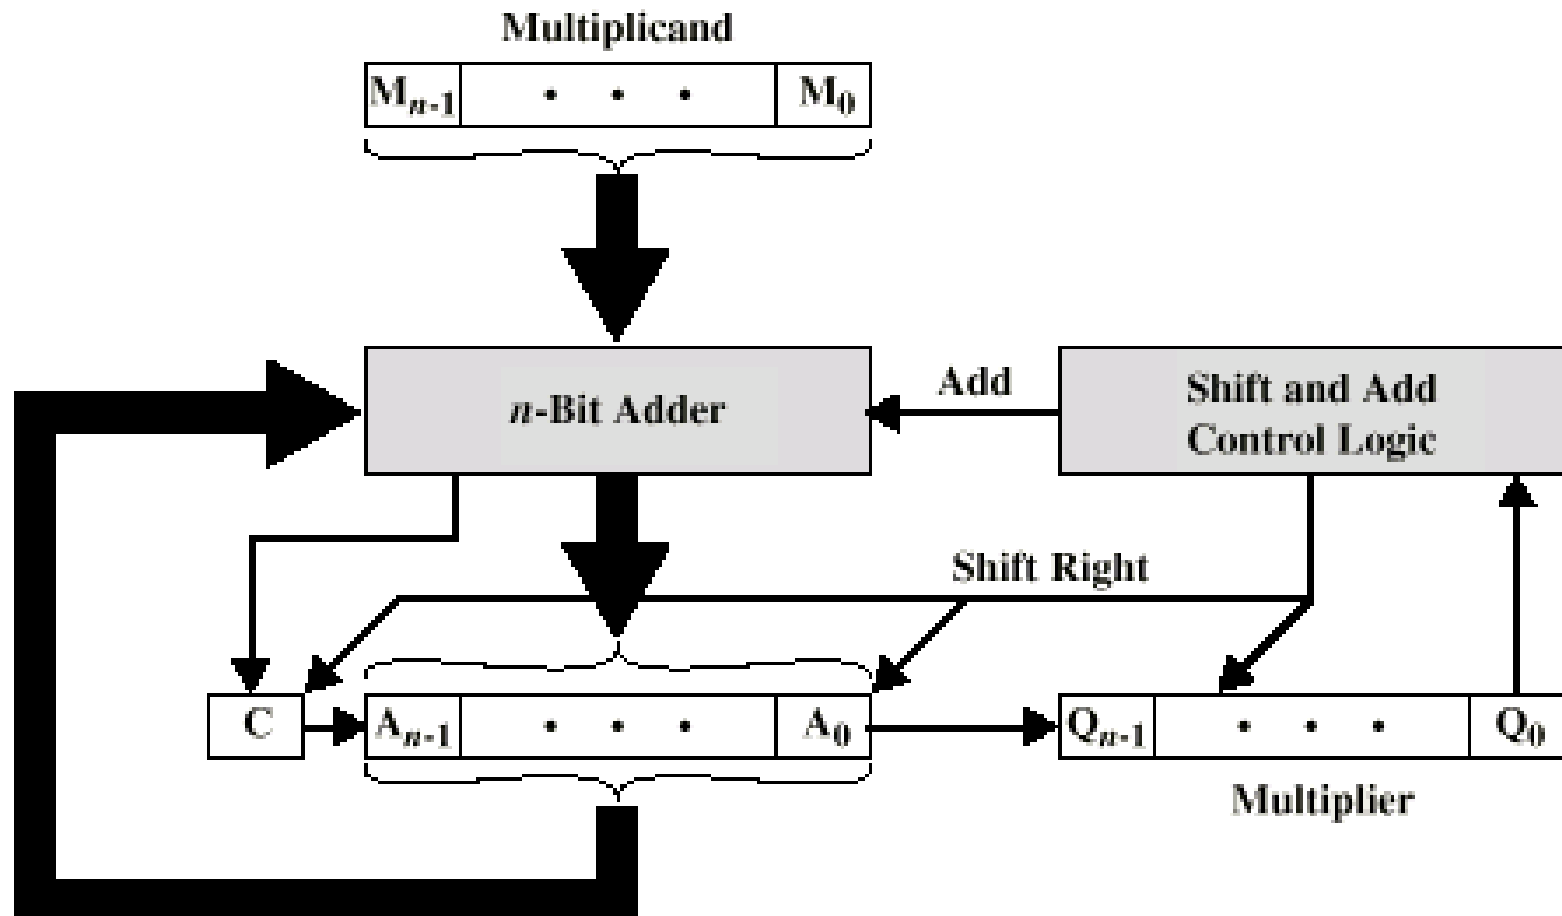 Multiplicand
Mn-1 • • • M0
n-Bit Adder
Add
Shift and Add
Control Logic
Shift Right
C
An-1 • • • A0
Qn-1 • • • Q0
Multiplier